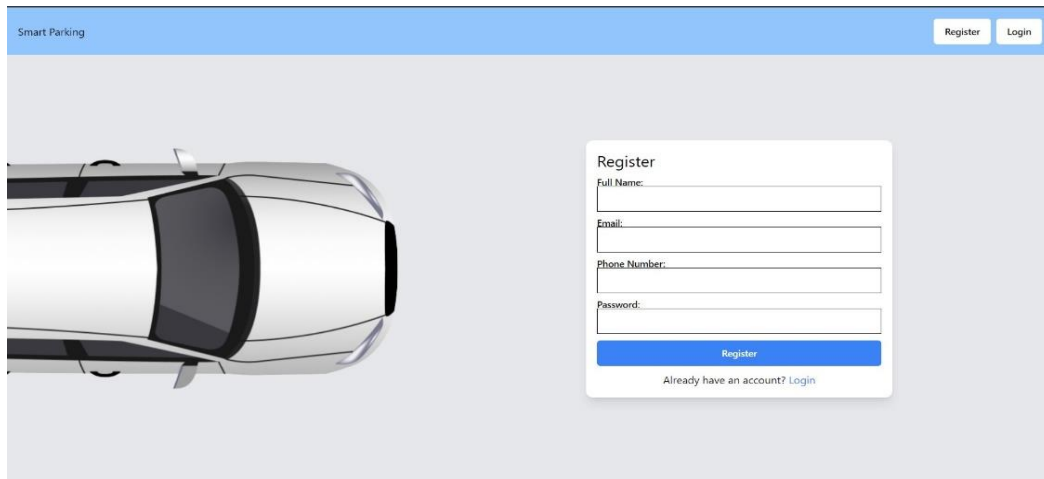 Smart Parking
Register
Login
Register
Full Name:
Email:
Phone Number:
Password:
Register
Already have an account? Login